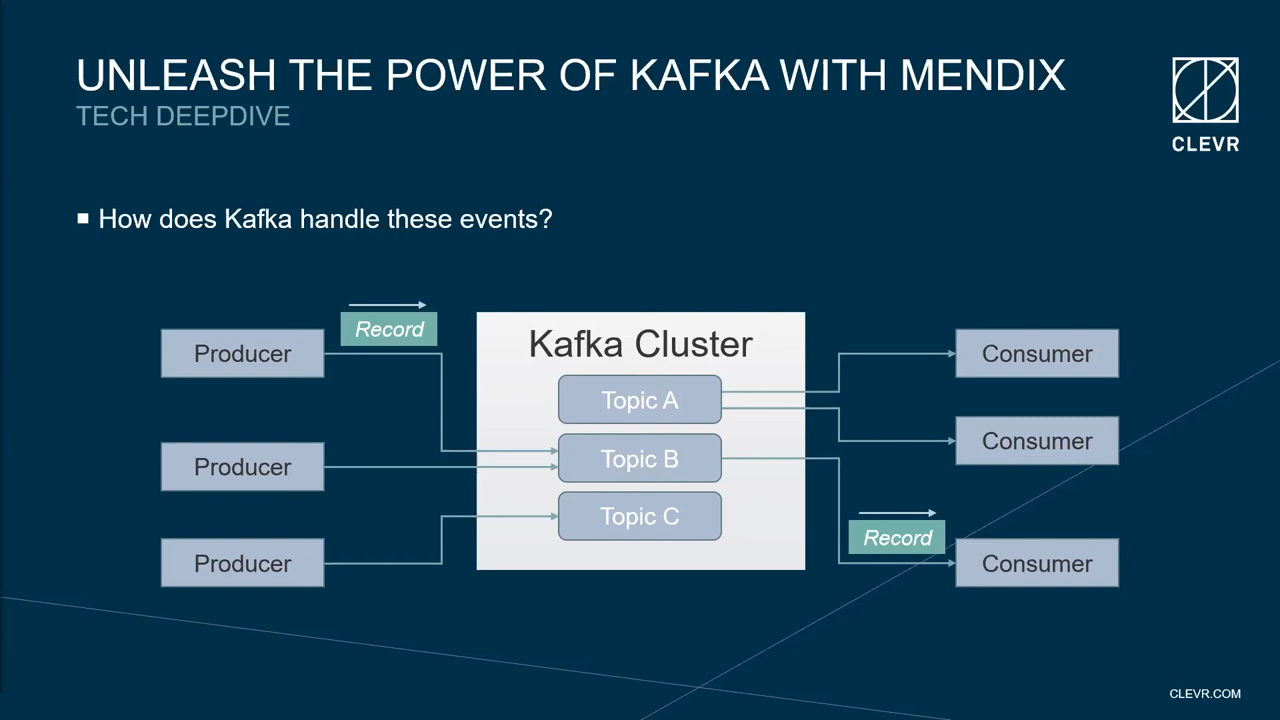 UNLEASH THE POWER OF KAFKA WITH MENDIX
TECH DEEPDIVE
CLEVR
How does Kafka handle these events?
Record
Producer
Producer
Producer
Kafka Cluster
Topic A
Topic B
Topic C
Consumer
Consumer
Record
Consumer
CLEVR.COM